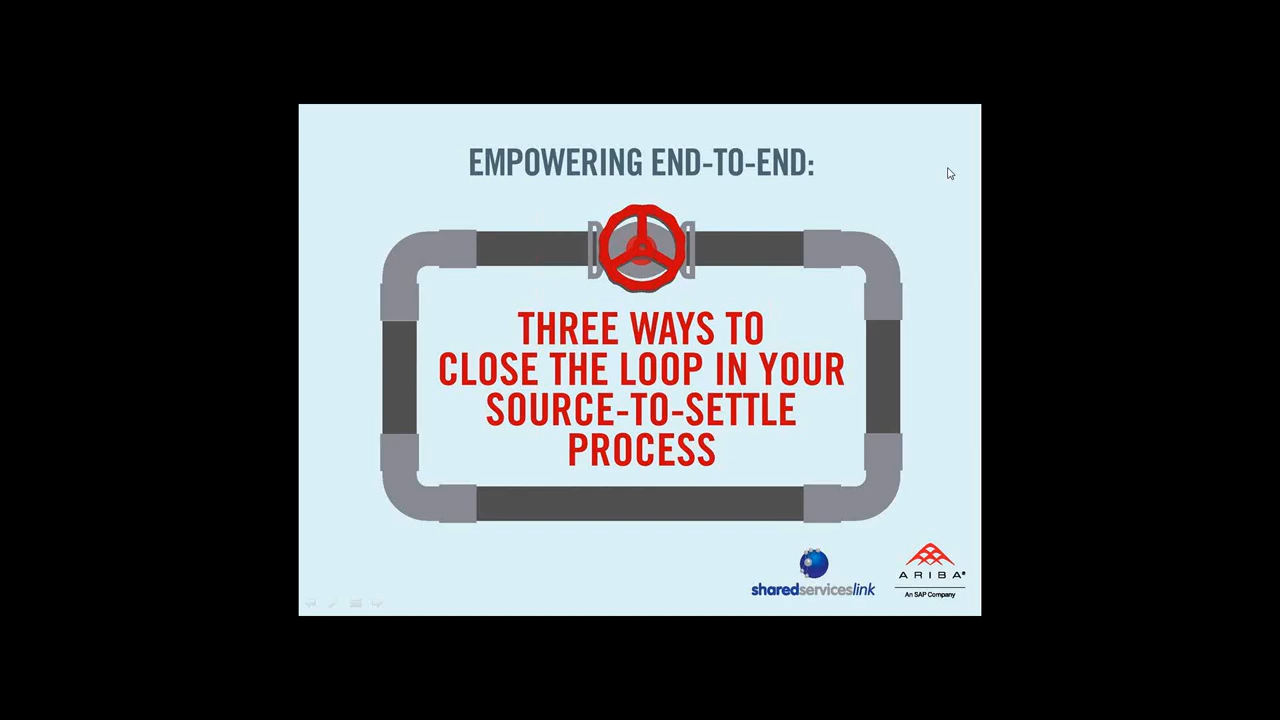 EMPOWERING END-TO-END:
THREE WAYS TO
CLOSE THE LOOP IN YOUR
SOURCE-TO-SETTLE
PROCESS
sharedserviceslink
ARIBA
An SAP Company